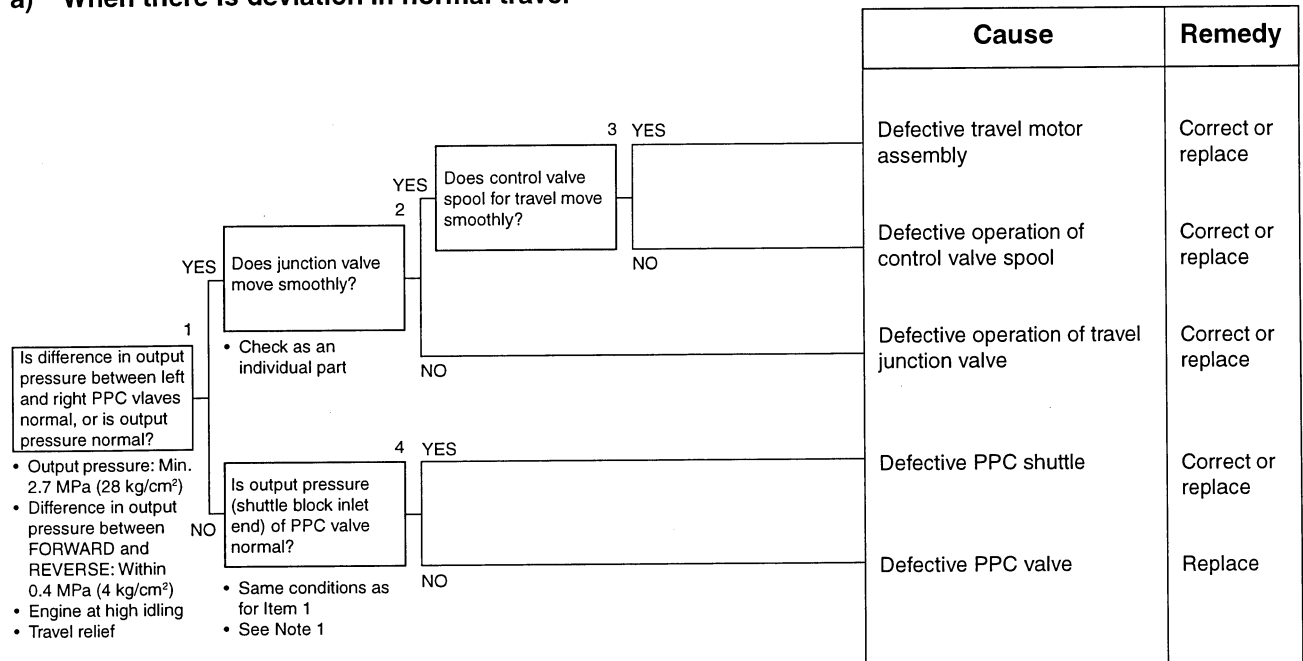 a) When there is deviation in normal travel
Cause
Remedy
3 YES
Defective travel motor
assembly
Correct or
replace
YES
2
Does control valve
spool for travel move
smoothly?
NO
Defective operation of
control valve spool
Correct or
replace
YES
1
Does junction valve
move smoothly?
• Check as an
individual part
NO
Defective operation of travel
junction valve
Correct or
replace
Is difference in output
pressure between left
and right PPC vlaves
normal, or is output
pressure normal?
• Output pressure: Min.
2.7 MPa (28 kg/cm²)
• Difference in output
pressure between
FORWARD and
REVERSE: Within
0.4 MPa (4 kg/cm²)
• Engine at high idling
• Travel relief
NO
4 YES
Is output pressure
(shuttle block inlet
end) of PPC valve
normal?
• Same conditions as
for Item 1
• See Note 1
NO
Defective PPC shuttle
Correct or
replace
Defective PPC valve
Replace